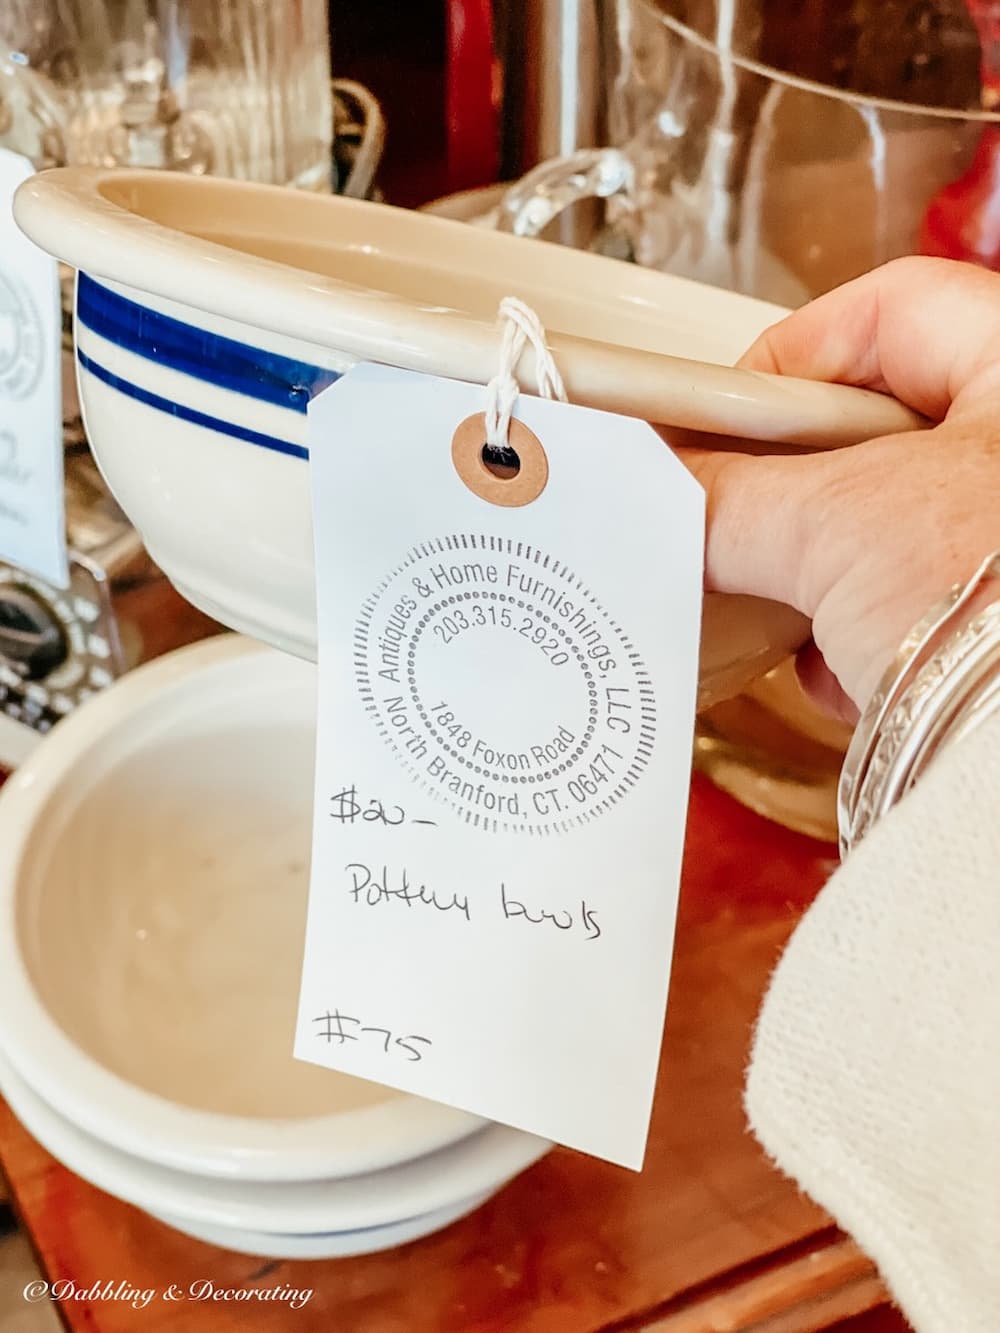 Antiques & Home Furnishings, LLC
203.315.2920
1848 Foxon Road
North Branford, CT. 06471
$20-
Pottery bowls
#75
©Dabbling & Decorating